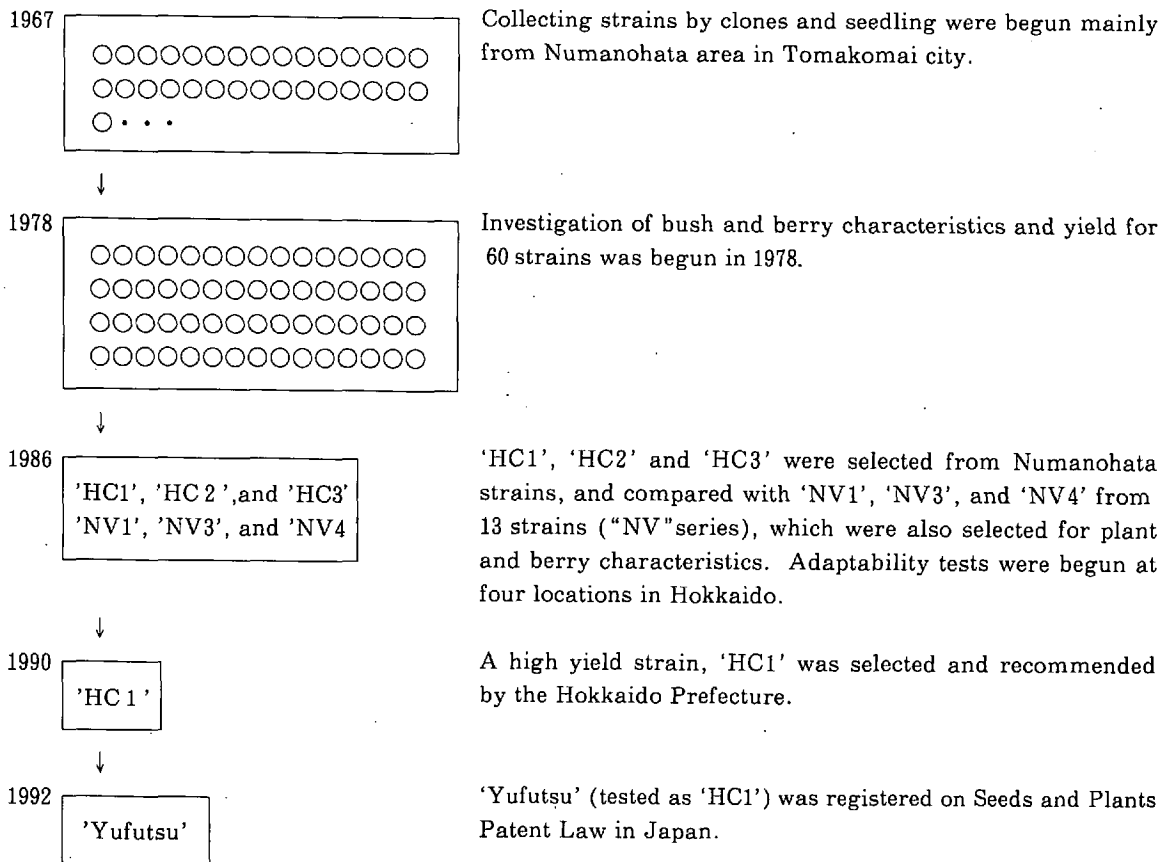 1967
Collecting strains by clones and seedling were begun mainly
from Numanohata area in Tomakomai city.
○○○○○○○○○○○○○○○
○○○○○○○○○○○○○○○
○・・・
↓
1978
Investigation of bush and berry characteristics and yield for
60 strains was begun in 1978.
○○○○○○○○○○○○○○○
○○○○○○○○○○○○○○○
○○○○○○○○○○○○○○○
○○○○○○○○○○○○○○○
↓
1986
'HC1', 'HC 2 ',and 'HC3'
'NV1', 'NV3', and 'NV4
'HC1', 'HC2' and 'HC3' were selected from Numanohata
strains, and compared with 'NV1', 'NV3', and 'NV4' from
13 strains ("NV"series), which were also selected for plant
and berry characteristics. Adaptability tests were begun at
four locations in Hokkaido.
↓
1990
'HC 1 '
A high yield strain, 'HC1' was selected and recommended
by the Hokkaido Prefecture.
↓
1992
'Yufutsu'
'Yufutsu' (tested as 'HC1') was registered on Seeds and Plants
Patent Law in Japan.